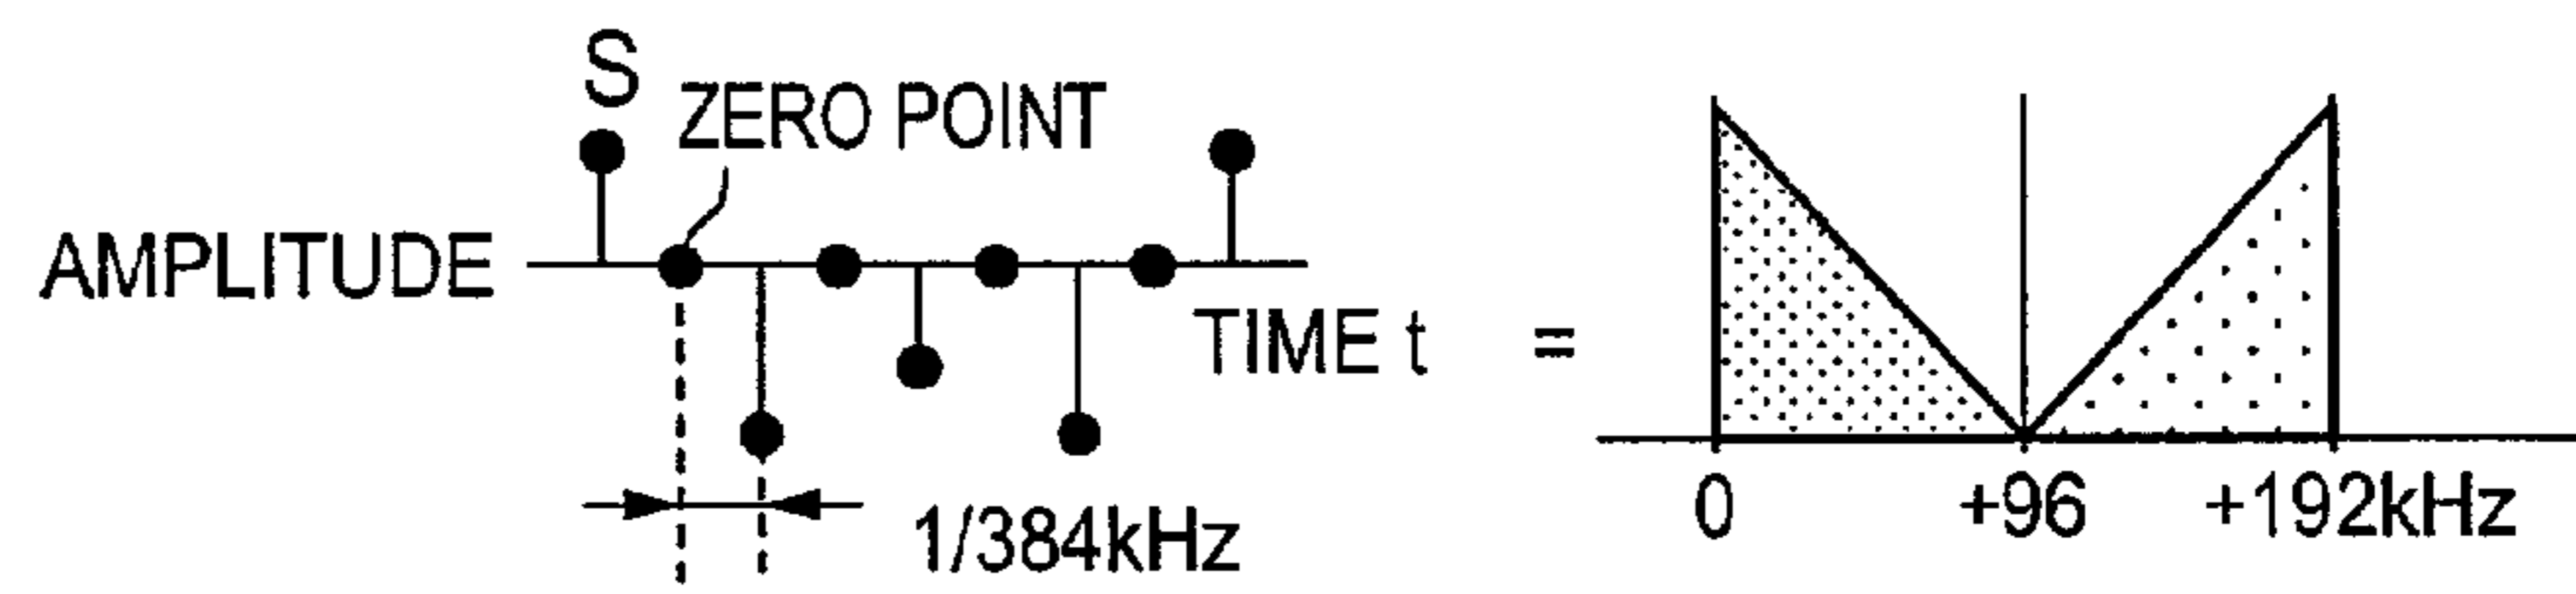 S
ZERO POINT
AMPLITUDE
TIME t
=
1/384kHz
0
+96
+192kHz